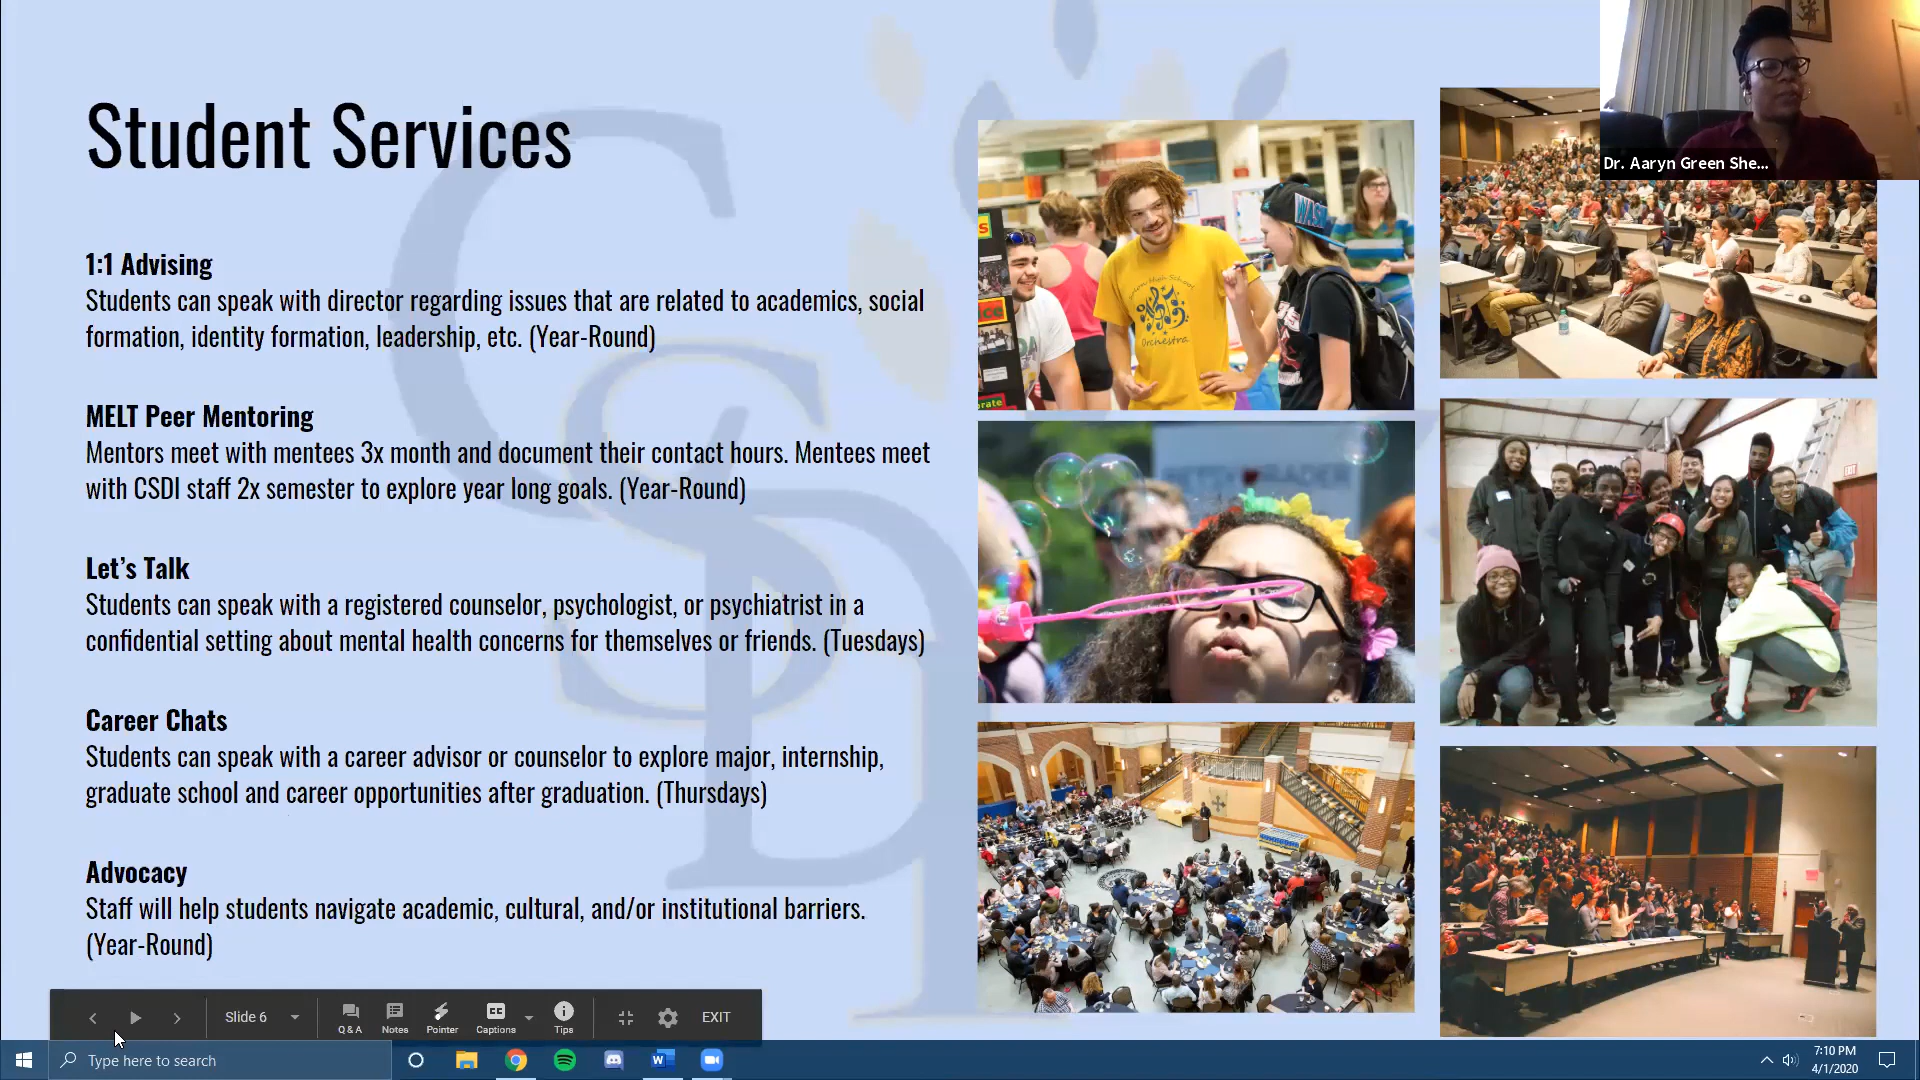 Student Services
1:1 Advising
Students can speak with director regarding issues that are related to academics, social
formation, identity formation, leadership, etc. (Year-Round)
MELT Peer Mentoring
Mentors meet with mentees 3x month and document their contact hours. Mentees meet
with CSDI staff 2x semester to explore year long goals. (Year-Round)
Let’s Talk
Students can speak with a registered counselor, psychologist, or psychiatrist in a
confidential setting about mental health concerns for themselves or friends. (Tuesdays)
Career Chats
Students can speak with a career advisor or counselor to explore major, internship,
graduate school and career opportunities after graduation. (Thursdays)
Advocacy
Staff will help students navigate academic, cultural, and/or institutional barriers.
(Year-Round)
Dr. Aaryn Green She...
WAS
Orchestra
CSDI
Slide 6
Q & A
Notes
Pointer
CC
Captions
Tips
EXIT
Type here to search
W
7:10 PM
4/1/2020